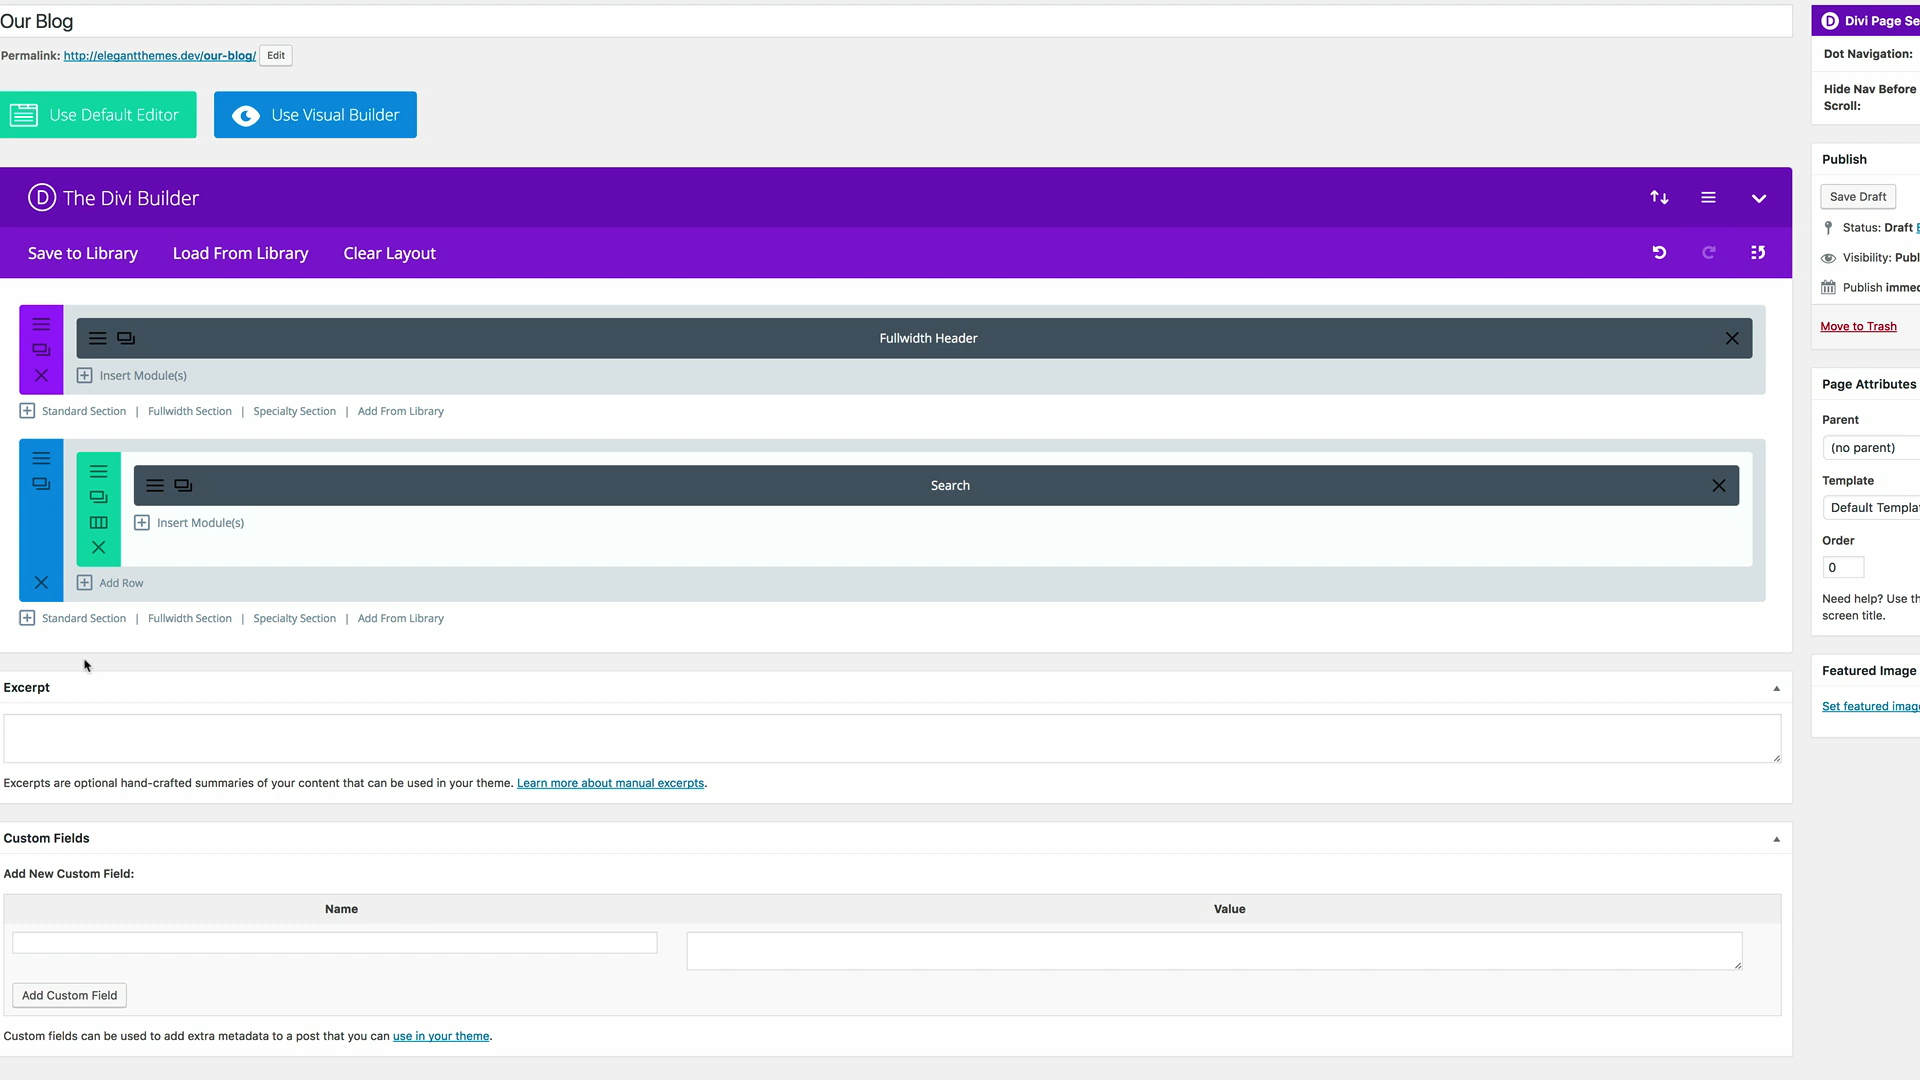 Our Blog
Permalink: http://elegantthemes.dev/our-blog/ Edit
Use Default Editor
Use Visual Builder
The Divi Builder
Save to Library
Load From Library
Clear Layout
Fullwidth Header
Insert Module(s)
Standard Section | Fullwidth Section | Specialty Section | Add From Library
Search
Insert Module(s)
Add Row
Standard Section | Fullwidth Section | Specialty Section | Add From Library
Excerpt
Excerpts are optional hand-crafted summaries of your content that can be used in your theme. Learn more about manual excerpts.
Custom Fields
Add New Custom Field:
Name
Value
Add Custom Field
Custom fields can be used to add extra metadata to a post that you can use in your theme.
Divi Page Se
Dot Navigation:
Hide Nav Before
Scroll:
Publish
Save Draft
Status: Draft
Visibility: Publ
Publish immed
Move to Trash
Page Attributes
Parent
(no parent)
Template
Default Templa
Order
0
Need help? Use th
screen title.
Featured Image
Set featured imag